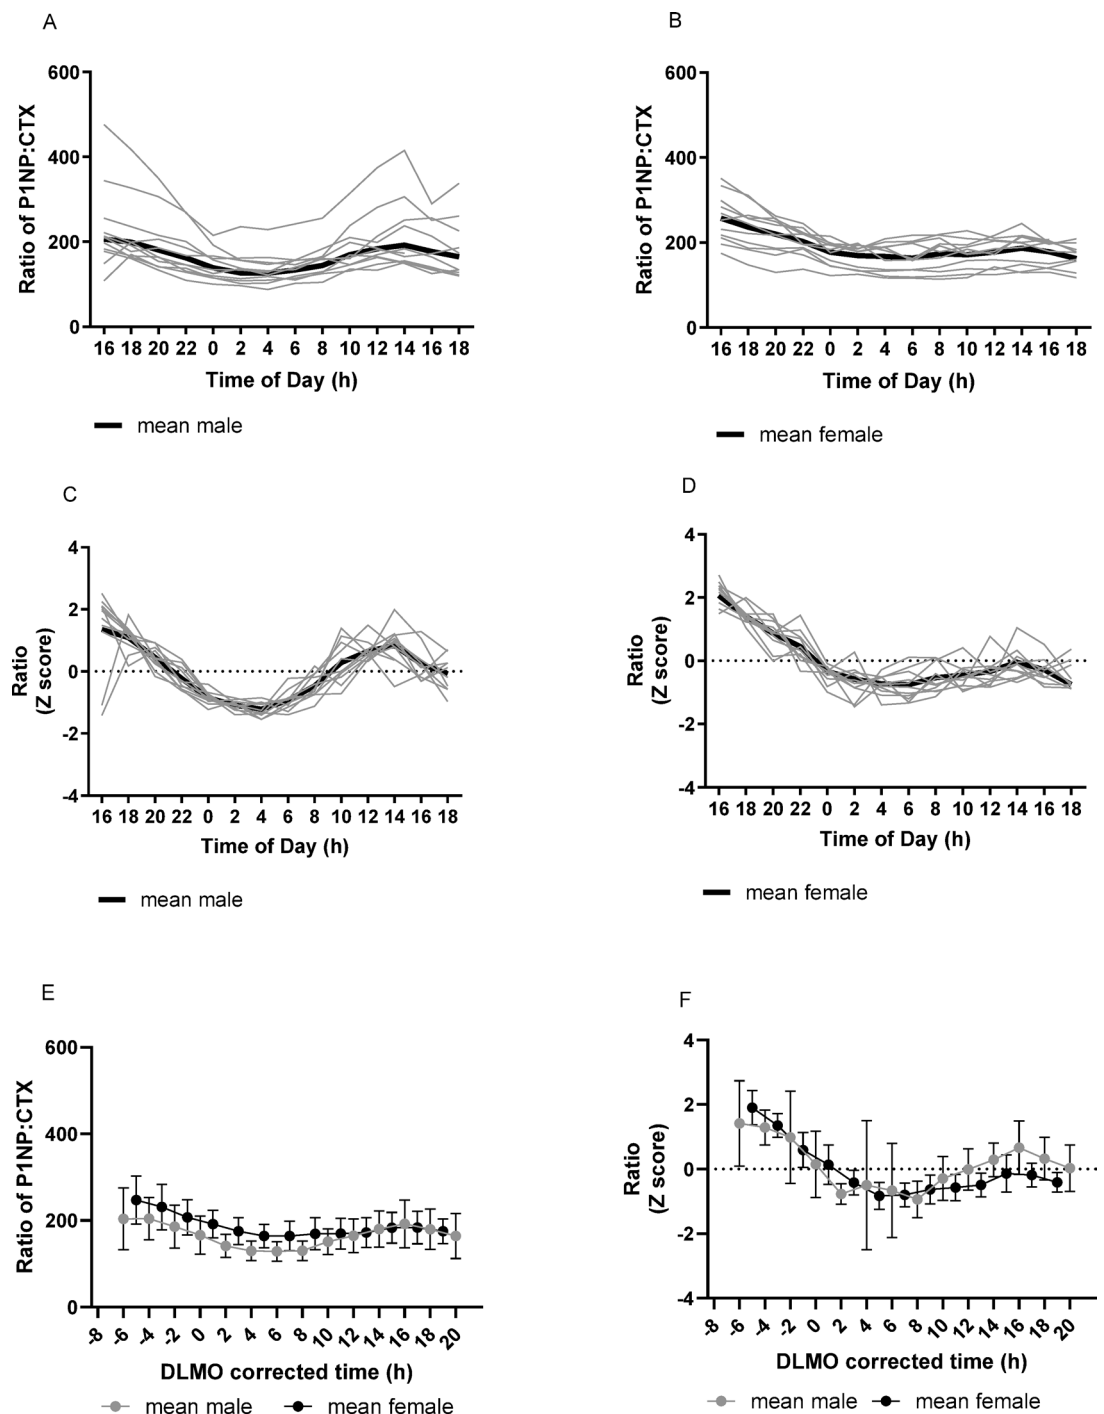 A
600
400
200
0
Ratio of P1NP:CTX
16 18 20 22 0 2 4 6 8 10 12 14 16 18
Time of Day (h)
mean male
B
600
400
200
0
Ratio of P1NP:CTX
16 18 20 22 0 2 4 6 8 10 12 14 16 18
Time of Day (h)
mean female
C
4
2
0
-2
-4
Ratio
(Z score)
16 18 20 22 0 2 4 6 8 10 12 14 16 18
Time of Day (h)
mean male
D
4
2
0
-2
-4
Ratio
(Z score)
16 18 20 22 0 2 4 6 8 10 12 14 16 18
Time of Day (h)
mean female
E
600
400
200
0
Ratio of P1NP:CTX
-8 -6 -4 -2 0 2 4 6 8 10 12 14 16 18 20
DLMO corrected time (h)
mean male mean female
F
4
2
0
-2
-4
Ratio
(Z score)
-8 -6 -4 -2 0 2 4 6 8 10 12 14 16 18 20
DLMO corrected time (h)
mean male mean female